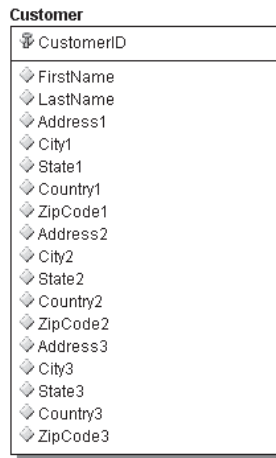 Customer
CustomerID
FirstName
LastName
Address1
City1
State1
Country1
ZipCode1
Address2
City2
State2
Country2
ZipCode2
Address3
City3
State3
Country3
ZipCode3